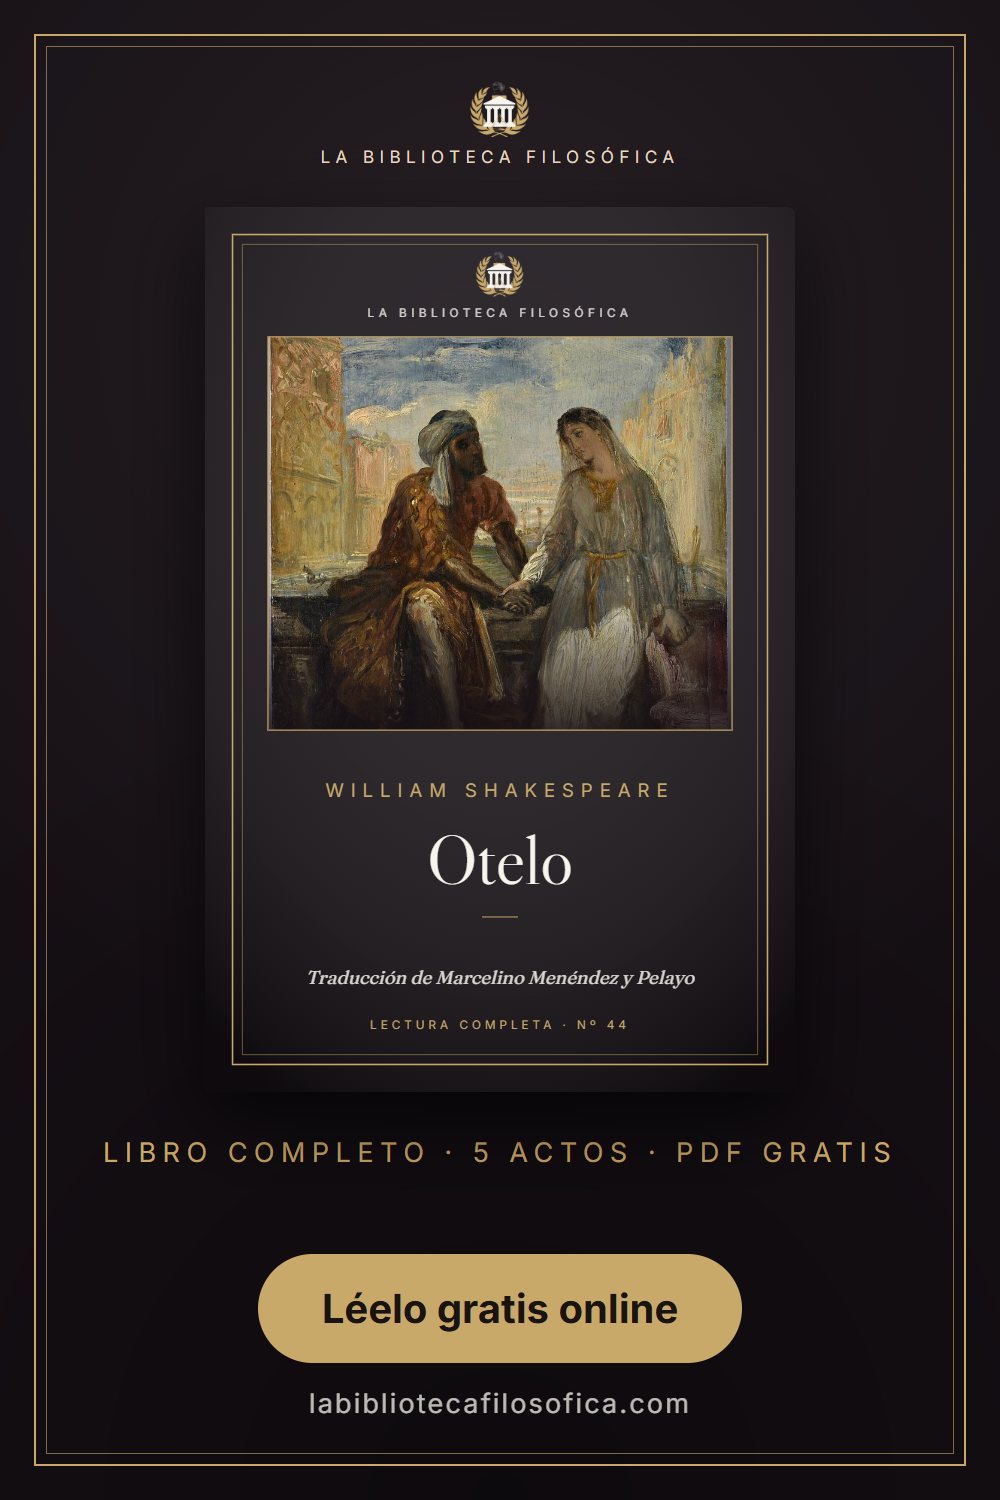 LA BIBLIOTECA FILOSÓFICA
LA BIBLIOTECA FILOSÓFICA
WILLIAM SHAKESPEARE
Otelo
Traducción de Marcelino Menéndez y Pelayo
LECTURA COMPLETA · Nº 44
LIBRO COMPLETO · 5 ACTOS · PDF GRATIS
Léelo gratis online
labibliotecafilosofica.com